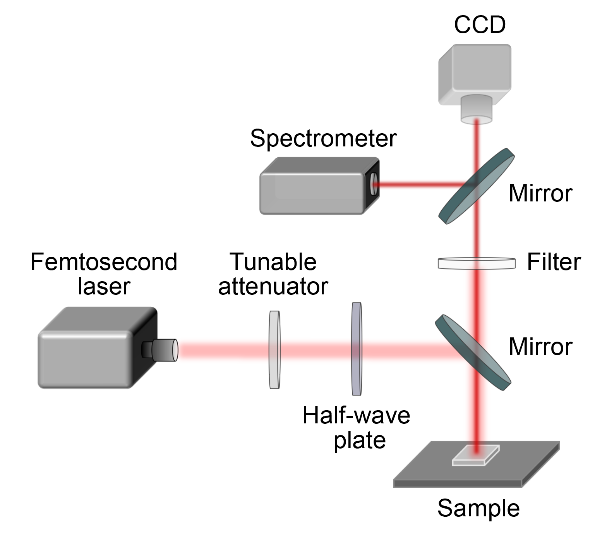 CCD
Spectrometer
Mirror
Filter
Femtosecond
laser
Tunable
attenuator
Mirror
Half-wave
plate
Sample